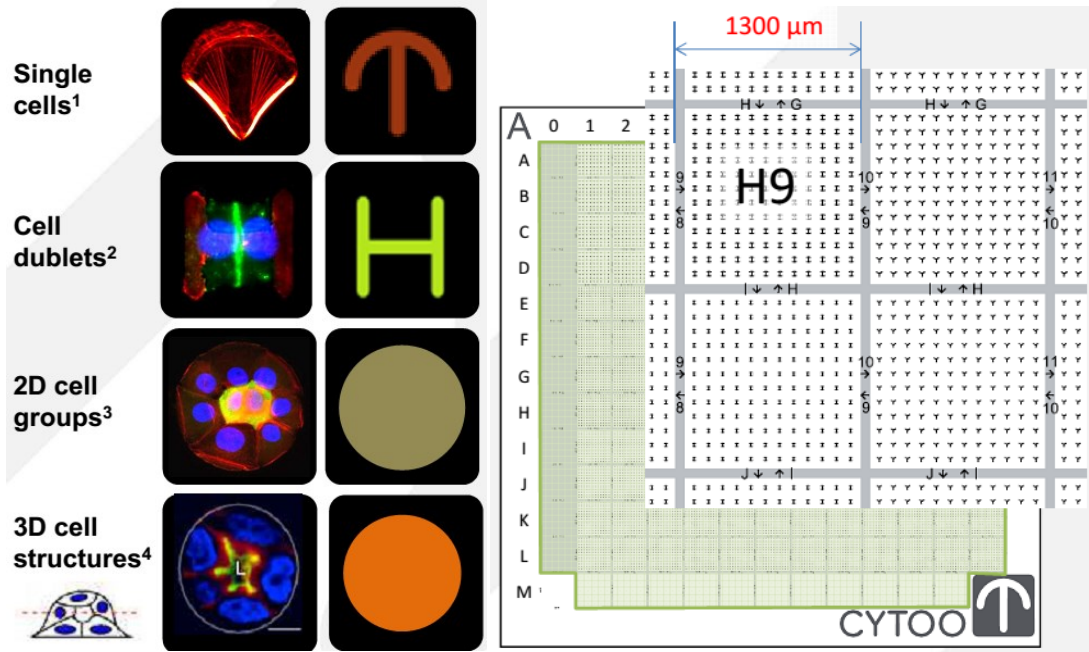 Single
cells1
Cell
dublets2
2D cell
groups3
3D cell
structures4
L
1300 µm
A
0 1 2
A
B
C
D
E
F
G
H
I
J
K
L
M
H↓ ↑G
H↓ ↑G
H9
9→
←8
10→
←9
11→
←10
I↓ ↑H
I↓ ↑H
9→
←8
10→
←9
11→
←10
J↓ ↑I
J↓ ↑I
CYTOO